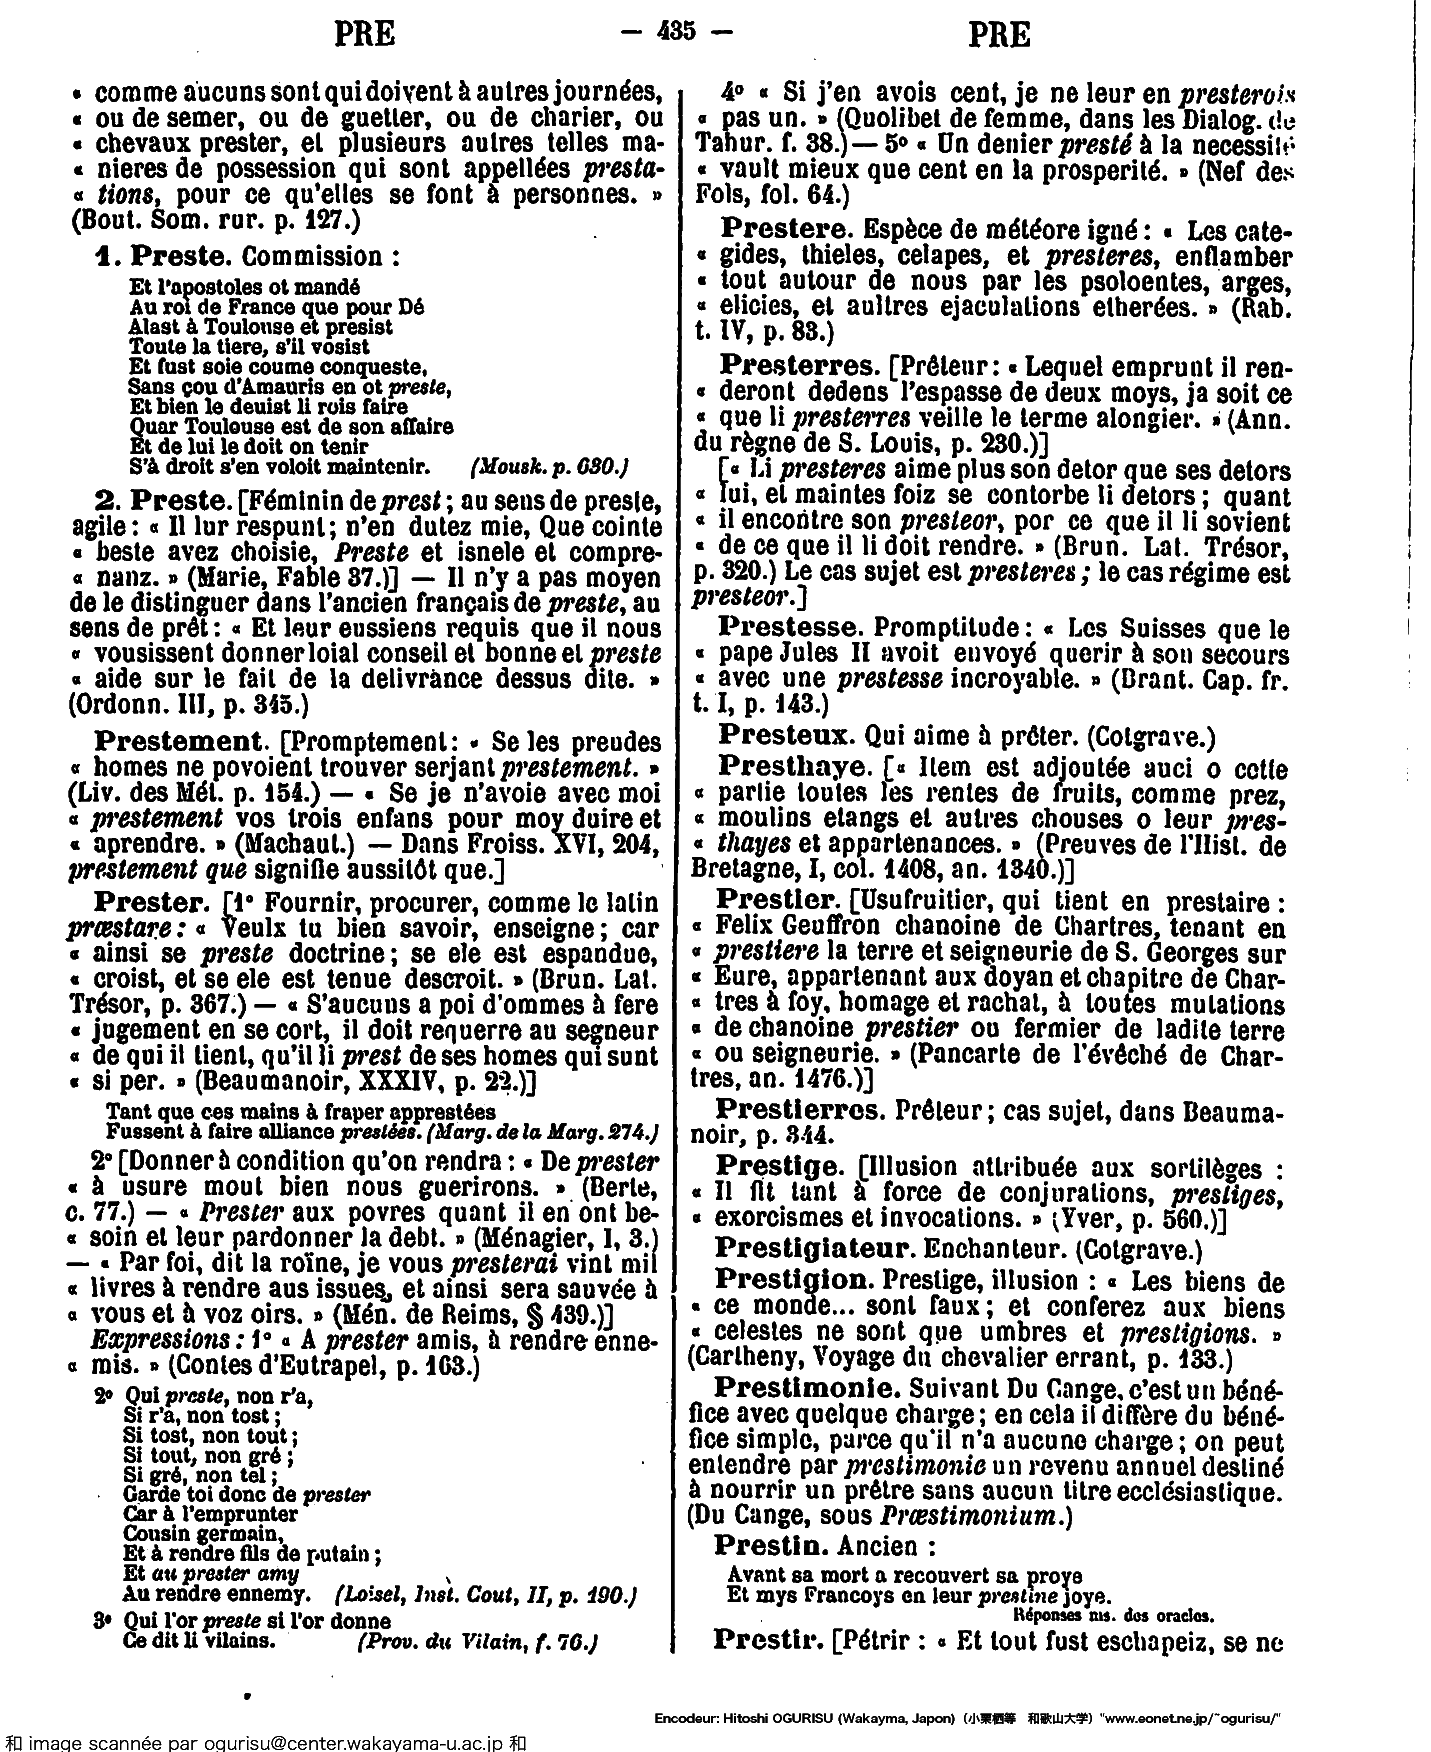 PRE — 435 — PRE
« comme aucuns sont qui doivent à autres journées,
« ou de semer, ou de guetter, ou de charier, ou
« chevaux prester, et plusieurs autres telles ma-
« nieres de possession qui sont appellées presta-
« tions, pour ce qu'elles se font à personnes. »
(Bout. Som. rur. p. 127.)
1. Preste. Commission :
Et l'apostoles ot mandé
Au roi de France que pour Dé
Alast à Toulouse et presist
Toute la tiere, s'il vosist
Et fust soie coume conqueste,
Sans çou d'Amauris en ot preste,
Et bien le deuist li rois faire
Quar Toulouse est de son affaire
Et de lui le doit on tenir
S'à droit s'en voloit maintenir. (Mousk. p. 630.)
2. Preste. [Féminin de prest ; au sens de preste,
agile : « Il lur respunt ; n'en dutez mie, Que cointe
« beste avez choisie, Preste et isnele et compre-
« nanz. » (Marie, Fable 37.)] — Il n'y a pas moyen
de le distinguer dans l'ancien français de preste, au
sens de prêt : « Et leur eussiens requis que il nous
« vousissent donner loial conseil et bonne et preste
« aide sur le fait de la delivrance dessus dite. »
(Ordonn. III, p. 345.)
Prestement. [Promptement : « Se les preudes
« homes ne povoient trouver serjant prestement. »
(Liv. des Mét. p. 154.) — « Se je n'avoie avec moi
« prestement vos trois enfans pour moy duire et
« aprendre. » (Machaut.) — Dans Froiss. XVI, 204,
prestement que signifie aussitôt que.]
Prester. [1° Fournir, procurer, comme le latin
præstare : « Veulx tu bien savoir, enseigne ; car
« ainsi se preste doctrine ; se ele est espandue,
« croist, et se ele est tenue descroit. » (Brun. Lat.
Trésor, p. 367.) — « S'aucuus a poi d'ommes à fere
« jugement en se cort, il doit requerre au segneur
« de qui il tient, qu'il li prest de ses homes qui sunt
« si per. » (Beaumanoir, XXXIV, p. 22.)]
Tant que ces mains à fraper apprestées
Fussent à faire alliance prestées. (Marg. de la Marg. 274.)
2° [Donner à condition qu'on rendra : « De prester
« à usure mout bien nous guerirons. » (Berte,
c. 77.) — « Prester aux povres quant il en ont be-
« soin et leur pardonner la debt. » (Ménagier, I, 3.)
— « Par foi, dit la roïne, je vous presterai vint mil
« livres à rendre aus issues, et ainsi sera sauvée à
« vous et à voz oirs. » (Mén. de Reims, § 439.)]
Expressions : 1° « A prester amis, à rendre enne-
« mis. » (Contes d'Eutrapel, p. 163.)
2° Qui preste, non r'a,
Si r'a, non tost ;
Si tost, non tout ;
Si tout, non gré ;
Si gré, non tel ;
Garde toi donc de prester
Car à l'emprunter
Cousin germain,
Et à rendre fils de putain ;
Et au prester amy
Au rendre ennemy. (Loisel, Inst. Cout, II, p. 190.)
3° Qui l'or preste si l'or donne
Ce dit li vilains. (Prov. du Vilain, f. 76.)
4° « Si j'en avois cent, je ne leur en presterois
« pas un. » (Quolibet de femme, dans les Dialog. de
Tahur. f. 38.) — 5° « Un denier presté à la necessité
« vault mieux que cent en la prosperité. » (Nef des
Fols, fol. 64.)
Prestere. Espèce de météore igné : « Les cate-
« gides, thieles, celapes, et presteres, enflamber
« tout autour de nous par les psoloentes, arges,
« elicies, et aultres ejaculations etherées. » (Rab.
t. IV, p. 83.)
Presterres. [Prêteur : « Lequel emprunt il ren-
« deront dedens l'espasse de deux moys, ja soit ce
« que li presterres veille le terme alongier. » (Ann.
du règne de S. Louis, p. 230.)]
[« Li presteres aime plus son detor que ses detors
« lui, et maintes foiz se contorbe li detors ; quant
« il encontre son presteor, por ce que il li sovient
« de ce que il li doit rendre. » (Brun. Lat. Trésor,
p. 320.) Le cas sujet est presteres ; le cas régime est
presteor.]
Prestesse. Promptitude : « Les Suisses que le
« pape Jules II avoit envoyé querir à son secours
« avec une prestesse incroyable. » (Brant. Cap. fr.
t. I, p. 143.)
Presteux. Qui aime à prêter. (Cotgrave.)
Presthaye. [« Item est adjoutée auci o cette
« partie toutes les rentes de fruits, comme prez,
« moulins etangs et autres chouses o leur pres-
« thayes et appartenances. » (Preuves de l'Hist. de
Bretagne, I, col. 1408, an. 1340.)]
Prestier. [Usufruitier, qui tient en prestaire :
« Felix Geuffron chanoine de Chartres, tenant en
« prestiere la terre et seigneurie de S. Georges sur
« Eure, appartenant aux doyan et chapitre de Char-
« tres à foy, homage et rachat, à toutes mutations
« de chanoine prestier ou fermier de ladite terre
« ou seigneurie. » (Pancarte de l'évêché de Char-
tres, an. 1476.)]
Prestierres. Prêteur ; cas sujet, dans Beauma-
noir, p. 344.
Prestige. [Illusion attribuée aux sortilèges :
« Il fit tant à force de conjurations, prestiges,
« exorcismes et invocations. » (Yver, p. 560.)]
Prestigiateur. Enchanteur. (Cotgrave.)
Prestigion. Prestige, illusion : « Les biens de
« ce monde... sont faux ; et conferez aux biens
« celestes ne sont que umbres et prestigions. »
(Cartheny, Voyage du chevalier errant, p. 133.)
Prestimonie. Suivant Du Cange, c'est un béné-
fice avec quelque charge ; en cela il diffère du béné-
fice simple, parce qu'il n'a aucune charge ; on peut
entendre par prestimonie un revenu annuel destiné
à nourrir un prêtre sans aucun titre ecclésiastique.
(Du Cange, sous Præstimonium.)
Prestin. Ancien :
Avant sa mort a recouvert sa proye
Et mys Francoys en leur prestine joye.
Réponses ms. des oracles.
Prestir. [Pétrir : « Et tout fust eschapeiz, se ne
Encodeur: Hitoshi OGURISU (Wakayma, Japon) (小栗栖等 和歌山大学) "www.eonet.ne.jp/~ogurisu/"
和 image scannée par ogurisu@center.wakayama-u.ac.jp 和